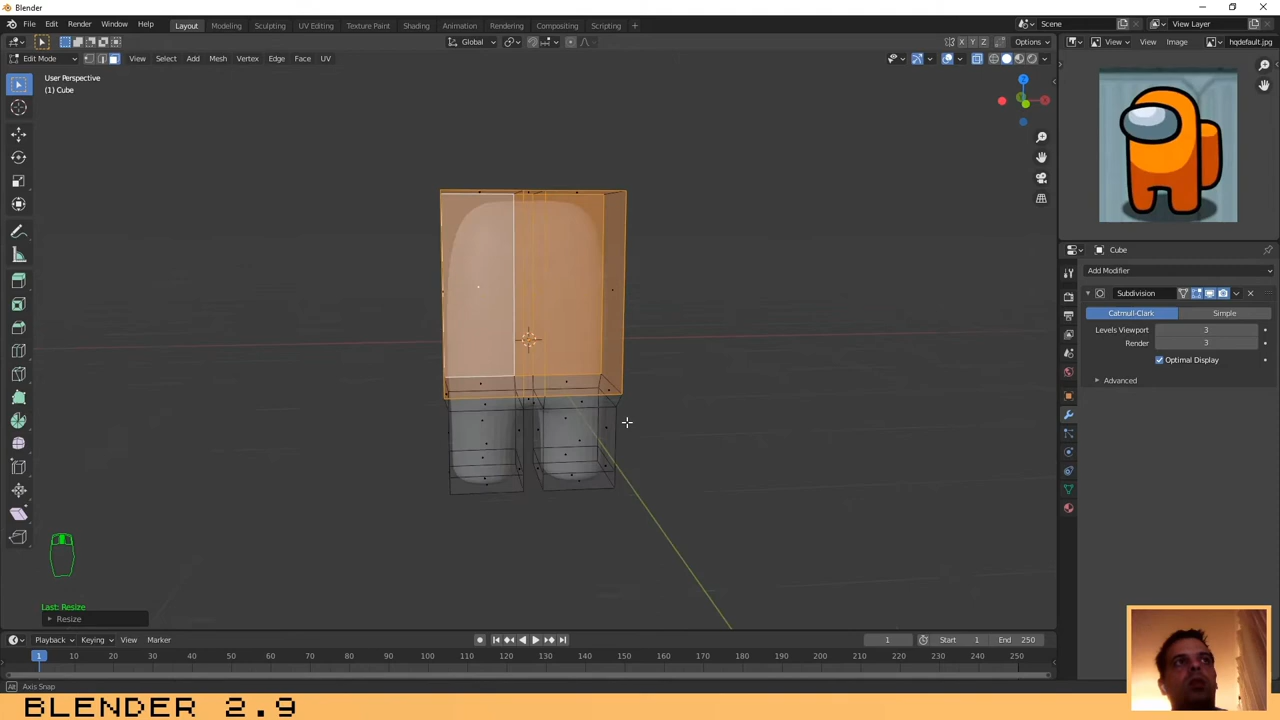 Blender
File Edit Render Window Help Layout Modeling Sculpting UV Editing Texture Paint Shading Animation Rendering Compositing Scripting + Scene View Layer
Global X Y Z Options View View Image hqdefault.jpg
Edit Mode View Select Add Mesh Vertex Edge Face UV
User Perspective
(1) Cube
Z
X
Cube
Add Modifier
Subdivision
Catmull-Clark Simple
Levels Viewport 3
Render 3
Optimal Display
Advanced
Last: Resize
Resize
Playback Keying View Marker 1 Start 1 End 250
1 10 20 30 40 50 60 70 80 90 100 110 120 130 140 150 160 170 180 190 200 210 220 230 240 250
Alt Axis Snap
BLENDER 2.9